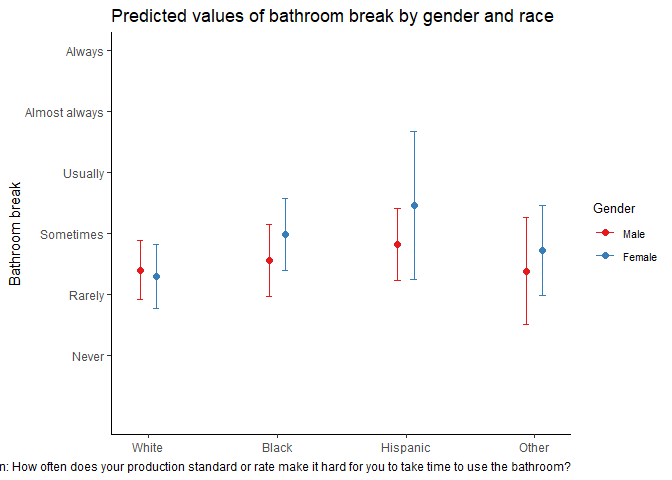 Predicted values of bathroom break by gender and race
Always
Almost always
Usually
Sometimes
Rarely
Never
Bathroom break
White Black Hispanic Other
Gender
Male
Female
n: How often does your production standard or rate make it hard for you to take time to use the bathroom?